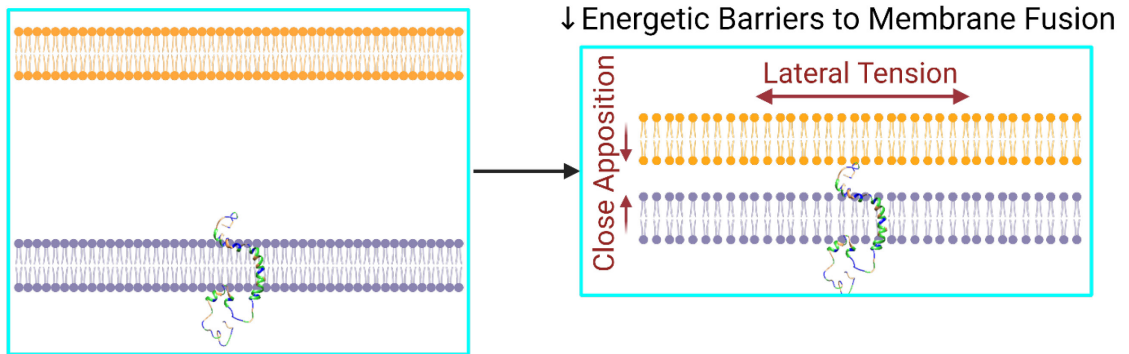 ↓Energetic Barriers to Membrane Fusion
Lateral Tension
Close Apposition